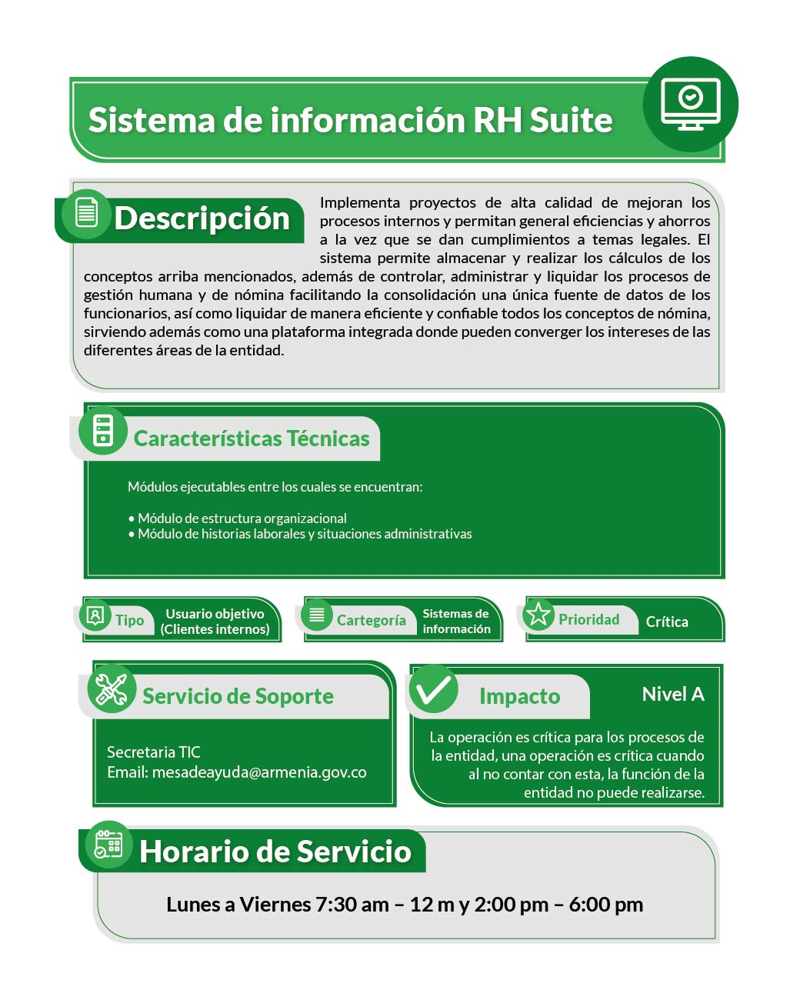 Sistema de información RH Suite
Descripción
Implementa proyectos de alta calidad de mejoran los
procesos internos y permitan general eficiencias y ahorros
a la vez que se dan cumplimientos a temas legales. El
sistema permite almacenar y realizar los cálculos de los
conceptos arriba mencionados, además de controlar, administrar y liquidar los procesos de
gestión humana y de nómina facilitando la consolidación una única fuente de datos de los
funcionarios, así como liquidar de manera eficiente y confiable todos los conceptos de nómina,
sirviendo además como una plataforma integrada donde pueden converger los intereses de las
diferentes áreas de la entidad.
Características Técnicas
Módulos ejecutables entre los cuales se encuentran:
• Módulo de estructura organizacional
• Módulo de historias laborales y situaciones administrativas
Tipo
Usuario objetivo
(Clientes internos)
Cartegoría
Sistemas de
información
Prioridad
Crítica
Servicio de Soporte
Secretaria TIC
Email: mesadeayuda@armenia.gov.co
Impacto
Nivel A
La operación es crítica para los procesos de
la entidad, una operación es crítica cuando
al no contar con esta, la función de la
entidad no puede realizarse.
Horario de Servicio
Lunes a Viernes 7:30 am – 12 m y 2:00 pm – 6:00 pm